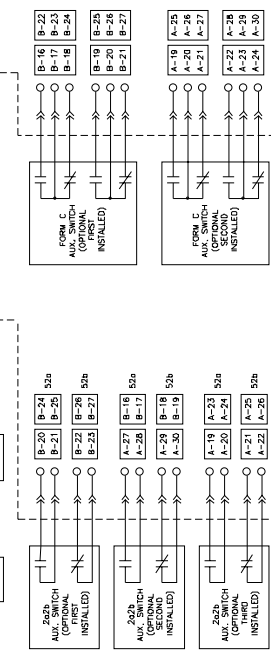 2a2b
AUX. SWITCH
(OPTIONAL
FIRST
INSTALLED)
B-20 B-24
B-21 B-25
52a
B-22 B-26
B-23 B-27
52b
2a2b
AUX. SWITCH
(OPTIONAL
SECOND
INSTALLED)
A-27 B-16
A-28 B-17
52a
A-29 B-18
A-30 B-19
52b
2a2b
AUX. SWITCH
(OPTIONAL
THIRD
INSTALLED)
A-19 A-23
A-20 A-24
52a
A-21 A-25
A-22 A-26
52b
FORM C
AUX. SWITCH
(OPTIONAL
FIRST
INSTALLED)
B-16 B-22
B-17 B-23
B-18 B-24
B-19 B-25
B-20 B-26
B-21 B-27
FORM C
AUX. SWITCH
(OPTIONAL
SECOND
INSTALLED)
A-19 A-25
A-20 A-26
A-21 A-27
A-22 A-28
A-23 A-29
A-24 A-30